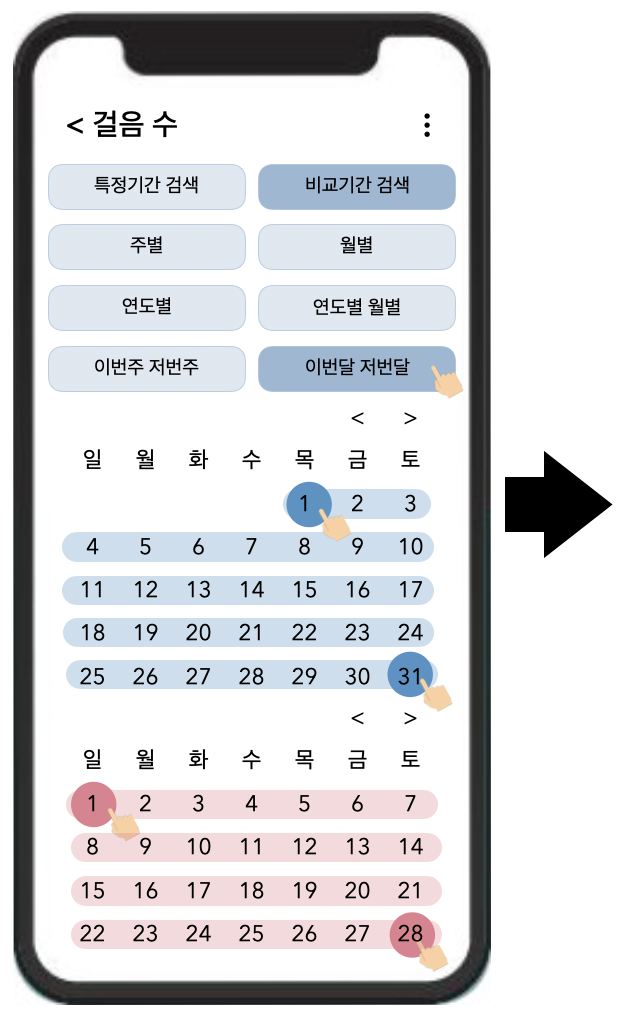 < 걸음 수
특정기간 검색 비교기간 검색
주별 월별
연도별 연도별 월별
이번주 저번주 이번달 저번달
< >
일 월 화 수 목 금 토
1 2 3
4 5 6 7 8 9 10
11 12 13 14 15 16 17
18 19 20 21 22 23 24
25 26 27 28 29 30 31
< >
일 월 화 수 목 금 토
1 2 3 4 5 6 7
8 9 10 11 12 13 14
15 16 17 18 19 20 21
22 23 24 25 26 27 28